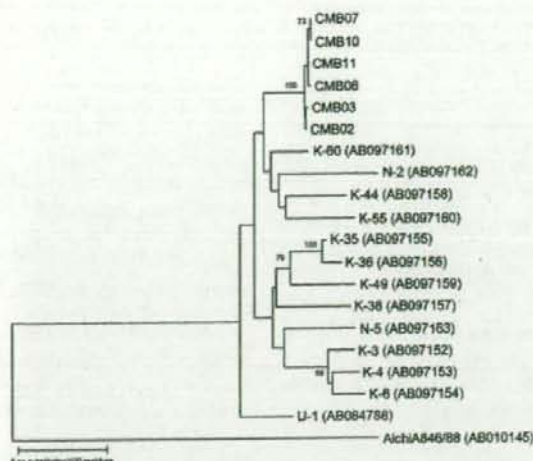 73
CMB07
CMB10
CMB11
100
CMB08
CMB03
CMB02
K-60 (AB097161)
N-2 (AB097162)
K-44 (AB097158)
K-55 (AB097160)
K-35 (AB097155)
100
K-36 (AB097156)
79
K-49 (AB097159)
K-38 (AB097157)
N-5 (AB097163)
K-3 (AB097152)
K-4 (AB097153)
K-6 (AB097154)
U-1 (AB084788)
AichiA846/88 (AB010145)